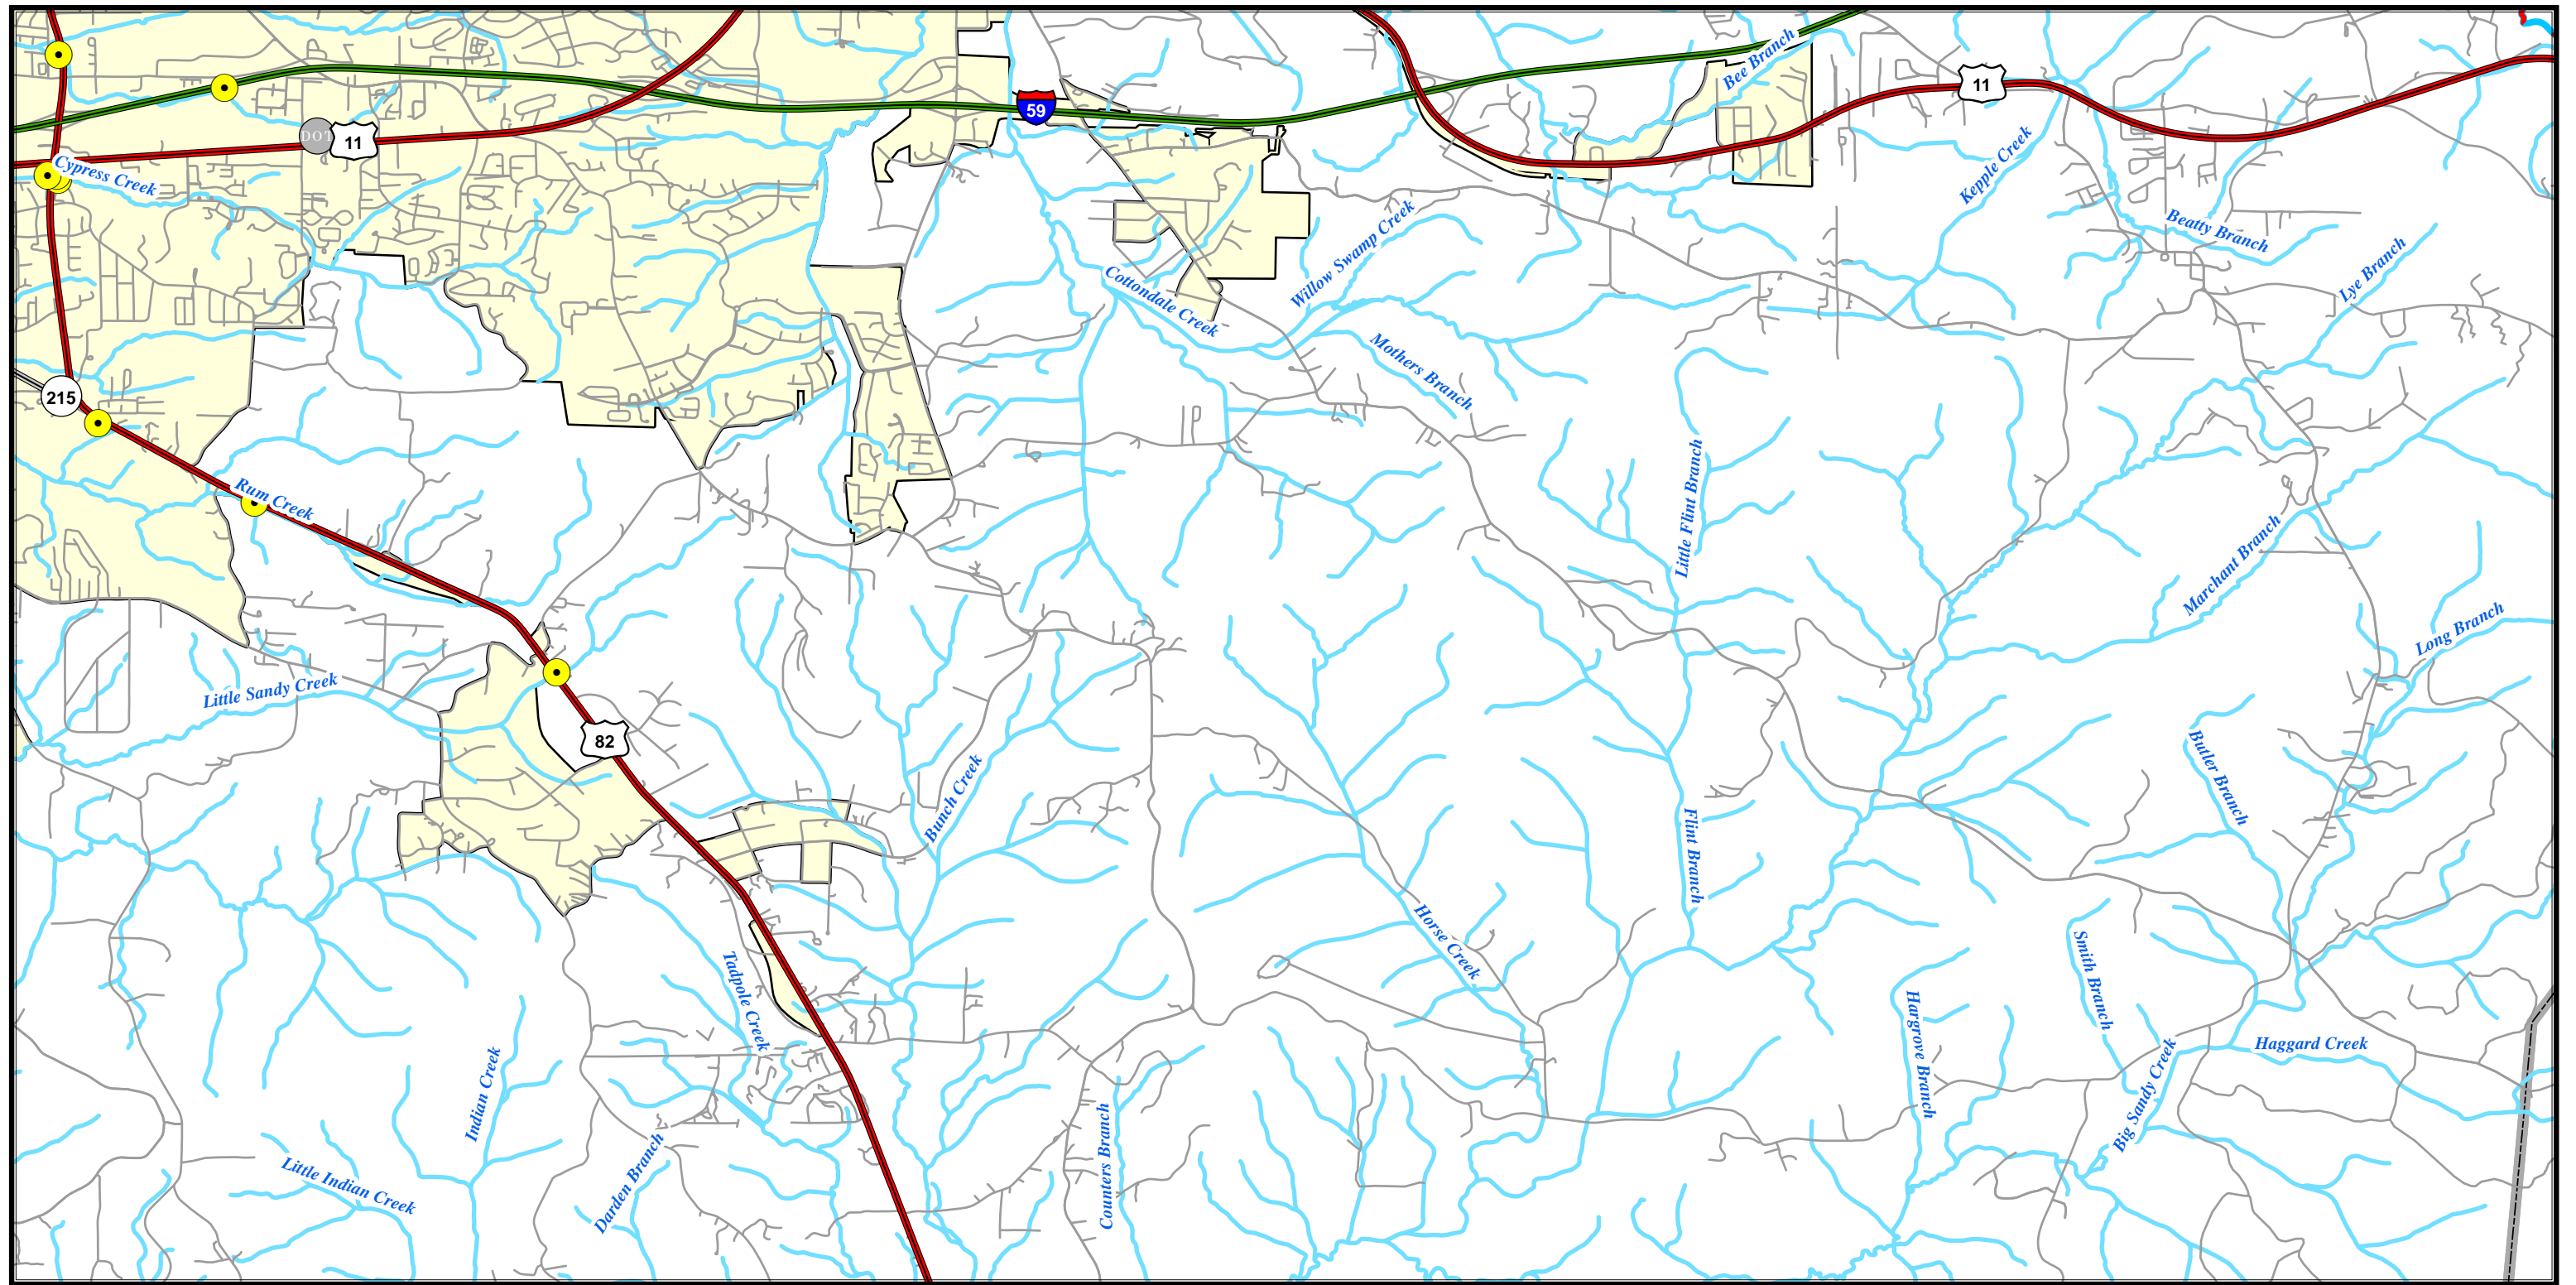 Bee Branch
11
59
DOT
11
Kepple Creek
Cypress Creek
Beatty Branch
Willow Swamp Creek
Lye Branch
Cottondale Creek
Mothers Branch
215
Little Flint Branch
Rum Creek
Marchant Branch
Long Branch
Little Sandy Creek
82
Butler Branch
Bunch Creek
Flint Branch
Horse Creek
Smith Branch
Tadpole Creek
Hargrove Branch
Haggard Creek
Indian Creek
Big Sandy Creek
Counters Branch
Darden Branch
Little Indian Creek